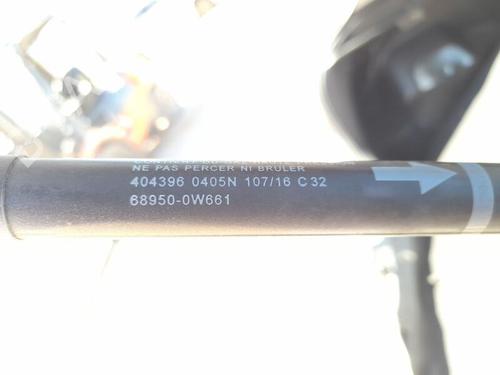 NE PAS PERCER NI BRULER
404396 0405N 107/16 C32
68950-0W661